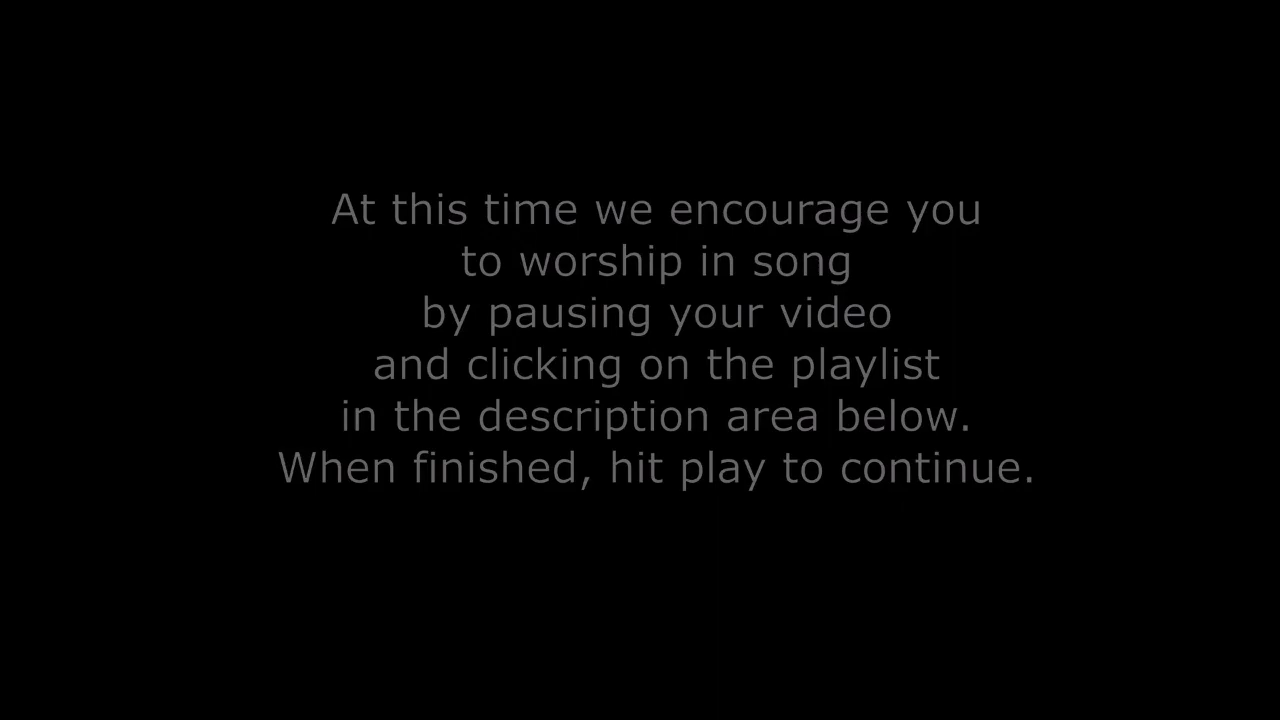 At this time we encourage you
to worship in song
by pausing your video
and clicking on the playlist
in the description area below.
When finished, hit play to continue.